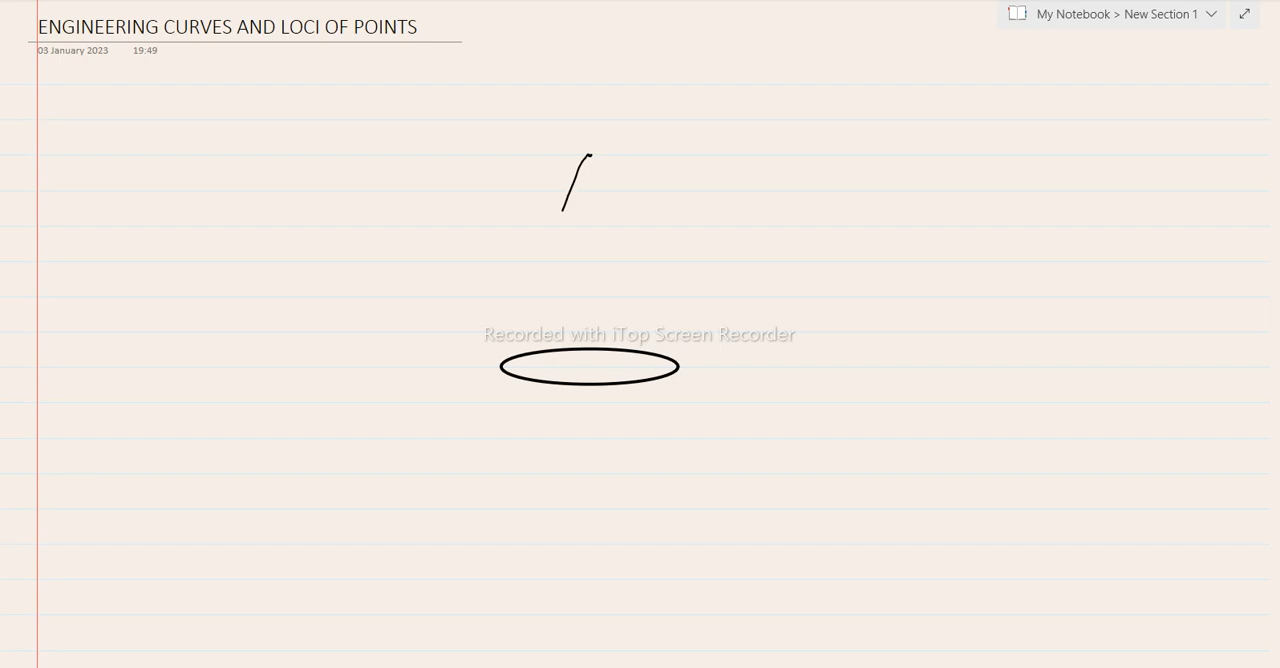 ENGINEERING CURVES AND LOCI OF POINTS
My Notebook > New Section 1
03 January 2023 19:49
Recorded with iTop Screen Recorder